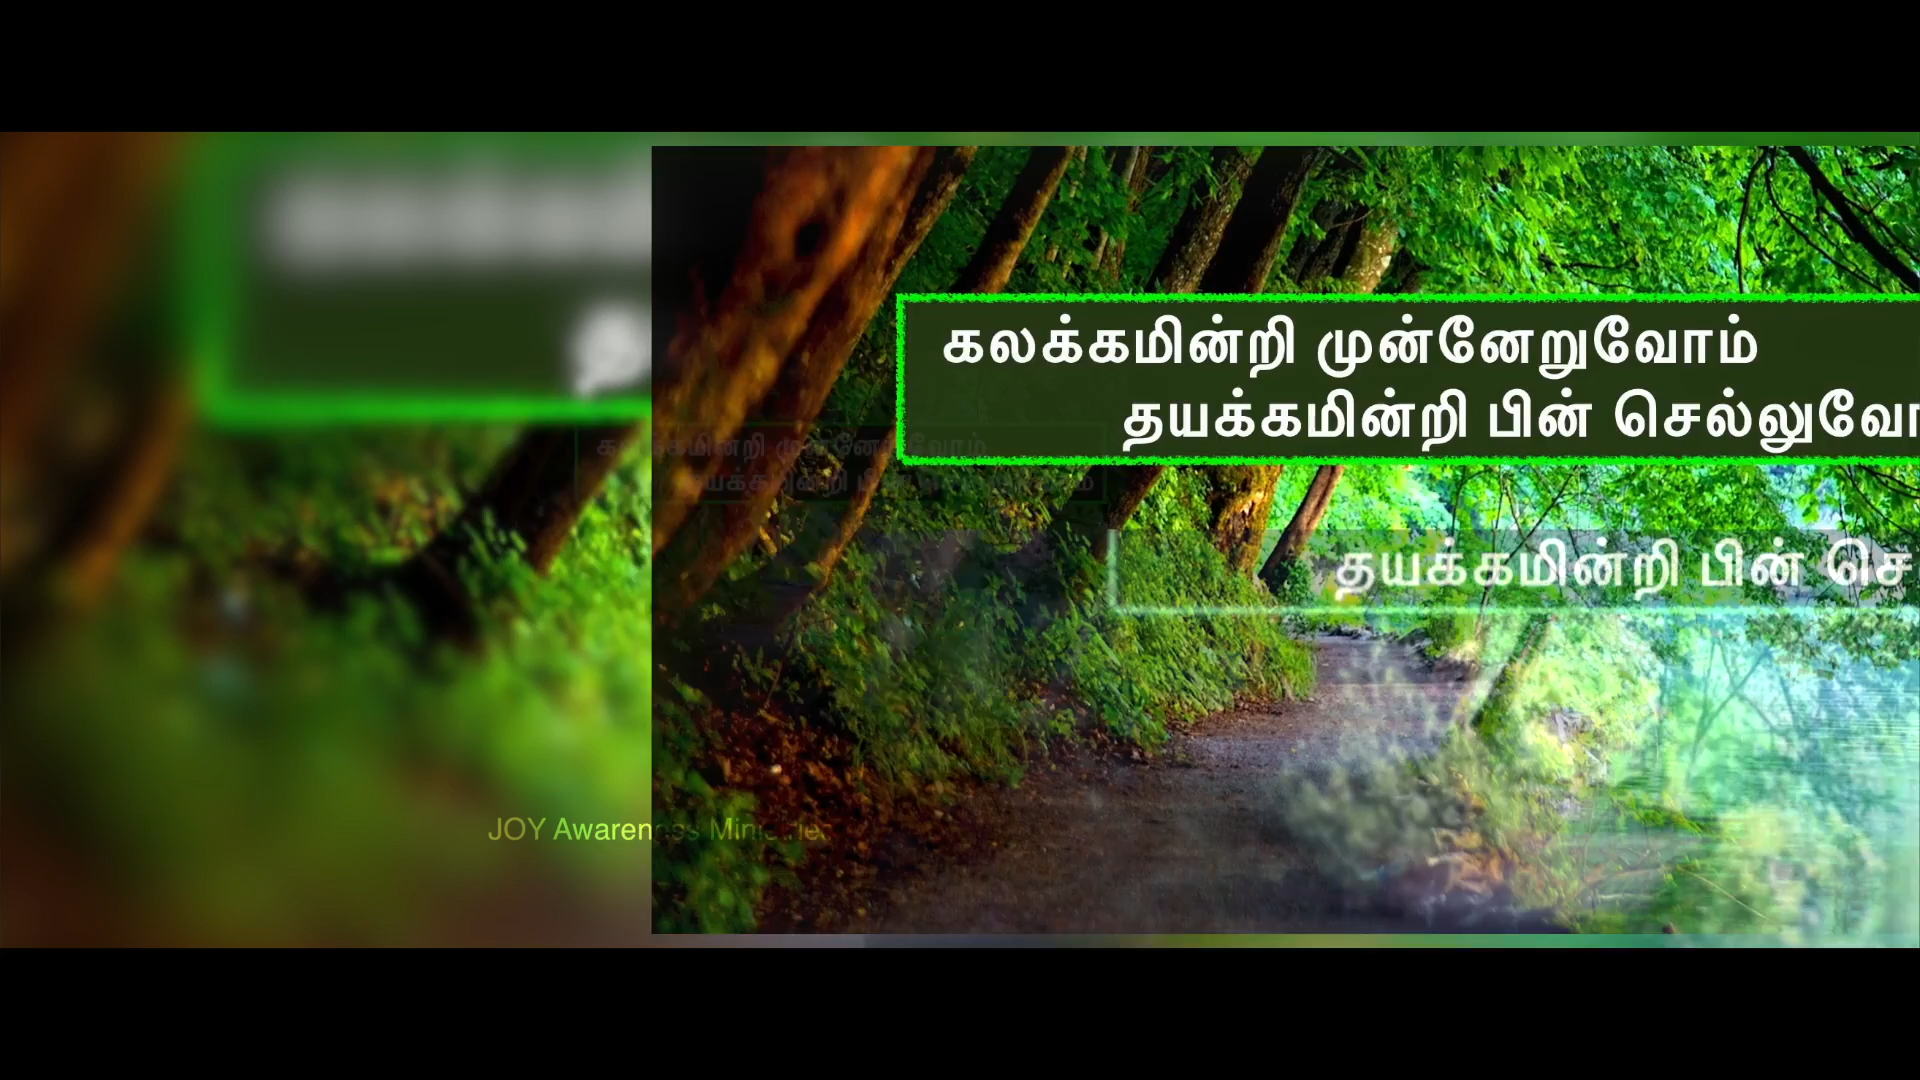 கலக்கமின்றி முன்னேறுவோம்
தயக்கமின்றி பின்
தயக்கமின்றி பின்
JOY Awareness Ministries